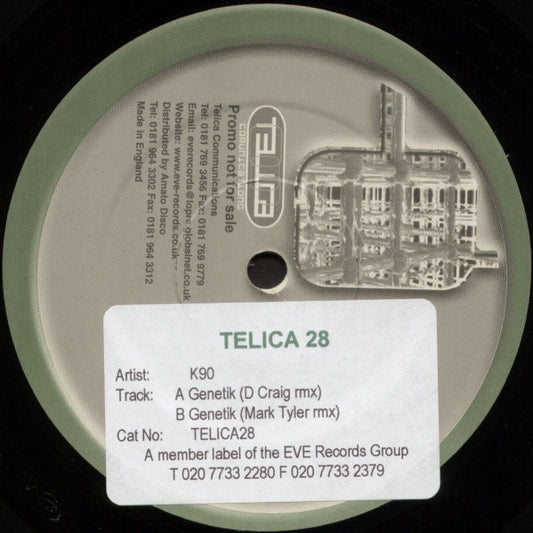 TELICA
communications
Promo not for sale
Telica Communications
Tel: 0181 769 3456 Fax: 0181 769 9779
Email: everecords@lopro.globalnet.co.uk
Website: www.eve-records.co.uk
Distributed by Amato Disco
Tel: 0181 964 3302 Fax: 0181 964 3312
Made in England
TELICA 28
Artist: K90
Track: A Genetik (D Craig rmx)
B Genetik (Mark Tyler rmx)
Cat No: TELICA28
A member label of the EVE Records Group
T 020 7733 2280 F 020 7733 2379